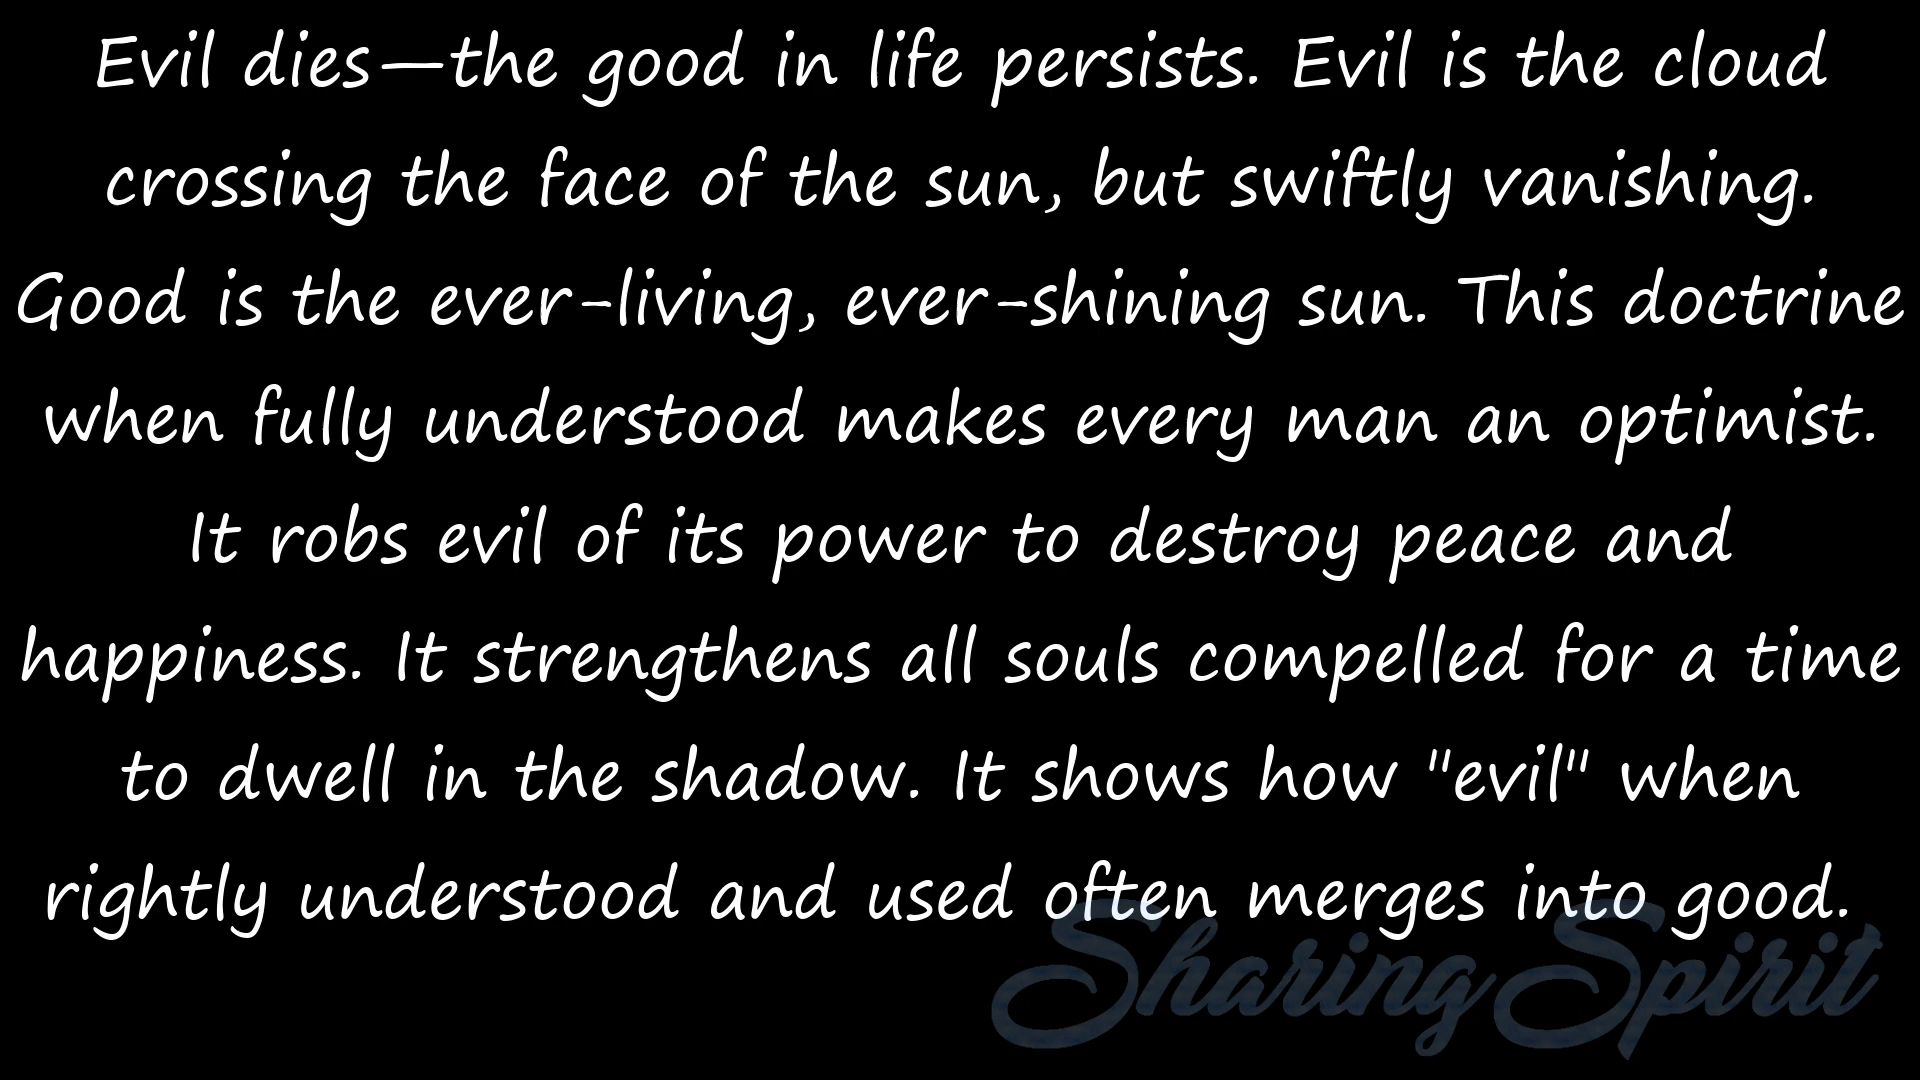 Evil dies—the good in life persists. Evil is the cloud
crossing the face of the sun, but swiftly vanishing.
Good is the ever-living, ever-shining sun. This doctrine
when fully understood makes every man an optimist.
It robs evil of its power to destroy peace and
happiness. It strengthens all souls compelled for a time
to dwell in the shadow. It shows how "evil" when
rightly understood and used often merges into good.
Sharing Spirit